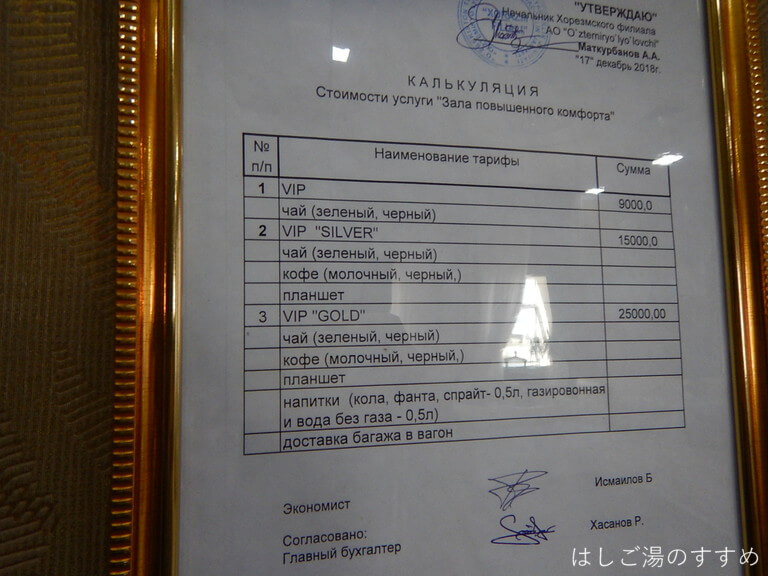 "УТВЕРЖДАЮ"
Начальник Хорезмского филиала
АО "O`ztemiryo`lyo`lovchi"
Маткурбанов А.А.
"17" декабрь 2018г.
КАЛЬКУЛЯЦИЯ
Стоимости услуги "Зала повышенного комфорта"
№ п/п Наименование тарифы Сумма
1 VIP 9000,0
чай (зеленый, черный)
2 VIP "SILVER" 15000,0
чай (зеленый, черный)
кофе (молочный, черный,)
планшет
3 VIP "GOLD" 25000,00
чай (зеленый, черный)
кофе (молочный, черный,)
планшет
напитки (кола, фанта, спрайт- 0,5л, газированная
и вода без газа - 0,5л)
доставка багажа в вагон
Экономист Исмаилов Б
Согласовано:
Главный бухгалтер Хасанов Р.
はしご湯のすすめ